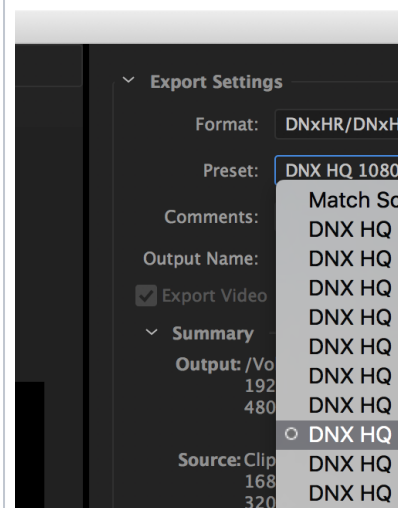 Export Settings
Format: DNxHR/DNxH
Preset: DNX HQ 1080
Match So
Comments:
DNX HQ
DNX HQ
Output Name:
DNX HQ
Export Video
DNX HQ
Summary
DNX HQ
Output: /Vo
DNX HQ
192
DNX HQ
480
DNX HQ
Source: Clip
DNX HQ
168
DNX HQ
320